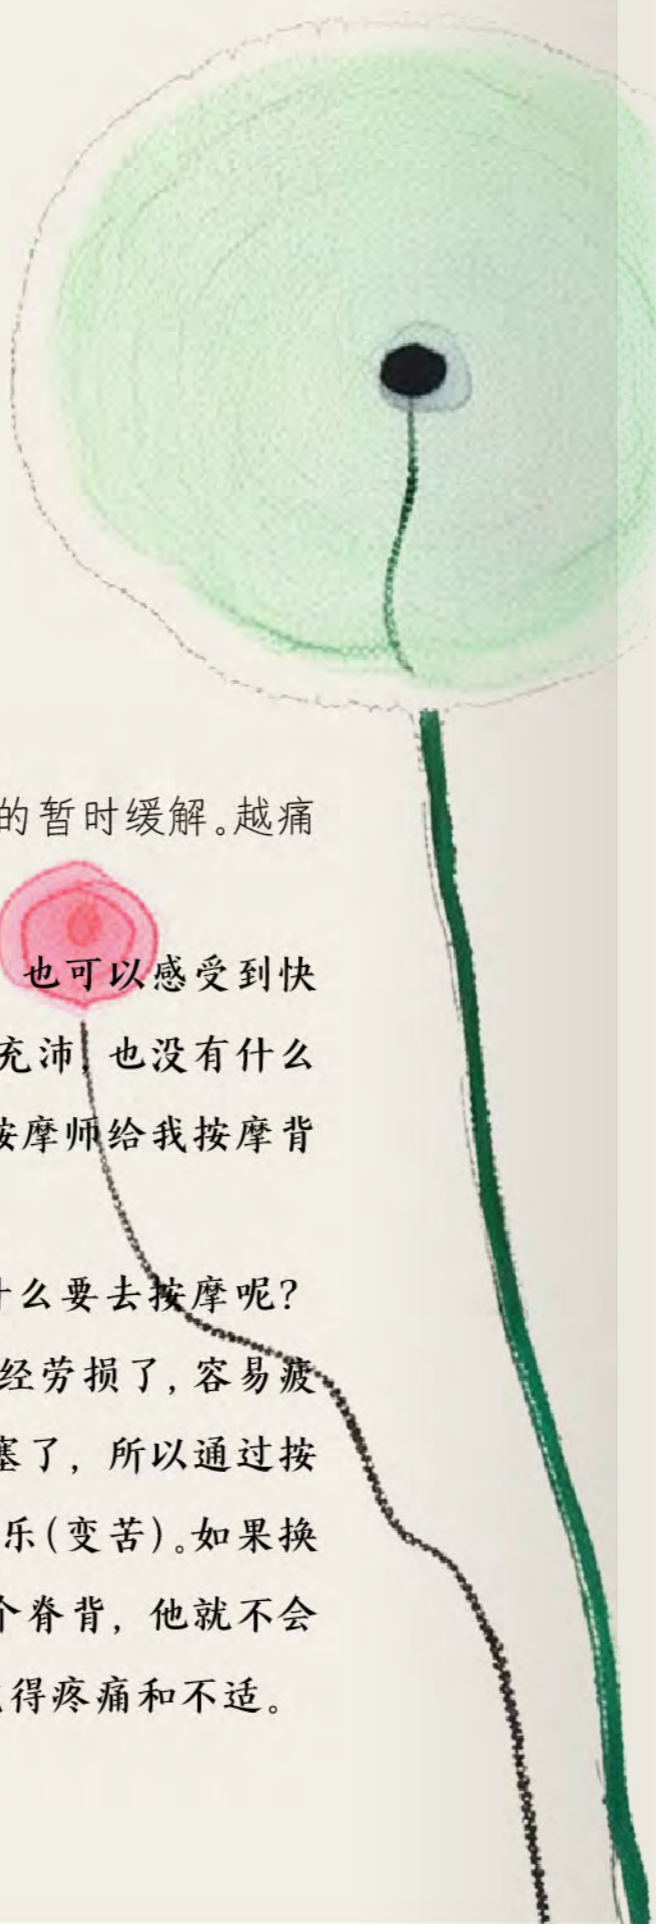 的暂时缓解。越痛
也可以感受到快
充沛，也没有什么
按摩师给我按摩背
什么要去按摩呢？
经劳损了，容易疲
塞了，所以通过按
乐（变苦）。如果换
个脊背，他就不会
得疼痛和不适。